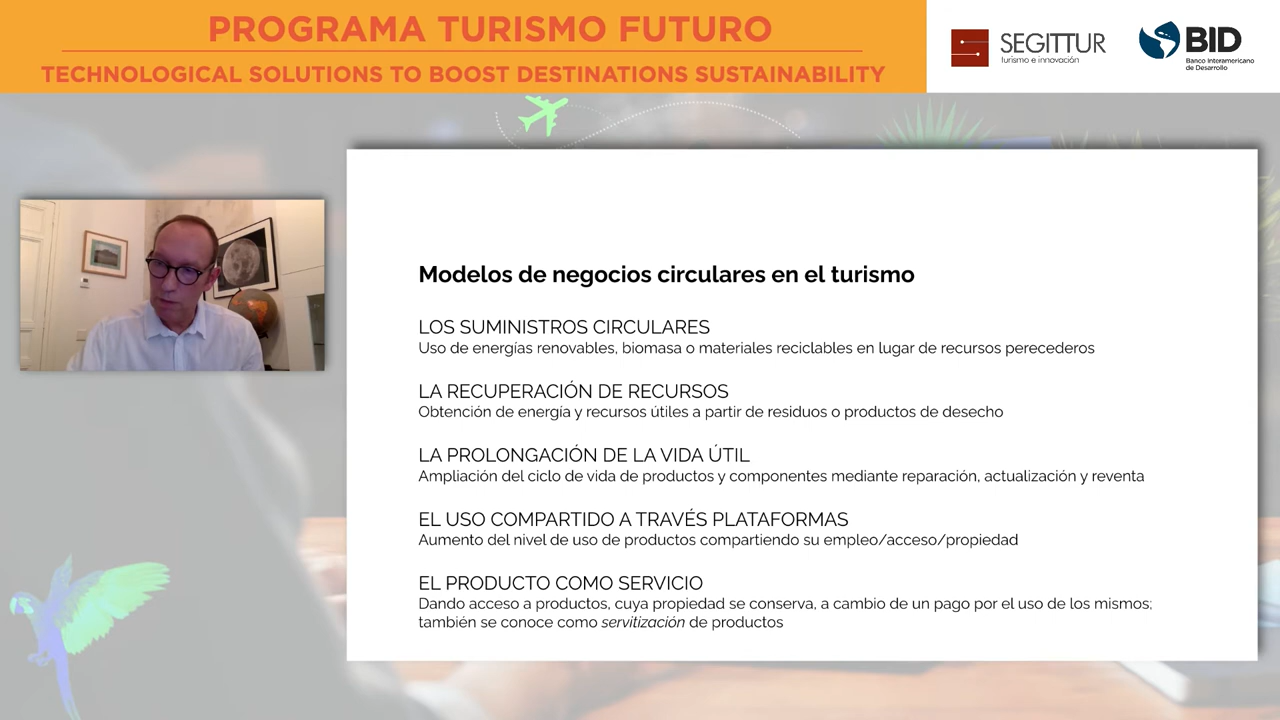 PROGRAMA TURISMO FUTURO
TECHNOLOGICAL SOLUTIONS TO BOOST DESTINATIONS SUSTAINABILITY
SEGITTUR
turismo e innovación
BID
Banco Interamericano
de Desarrollo
Modelos de negocios circulares en el turismo
LOS SUMINISTROS CIRCULARES
Uso de energías renovables, biomasa o materiales reciclables en lugar de recursos perecederos
LA RECUPERACIÓN DE RECURSOS
Obtención de energía y recursos útiles a partir de residuos o productos de desecho
LA PROLONGACIÓN DE LA VIDA ÚTIL
Ampliación del ciclo de vida de productos y componentes mediante reparación, actualización y reventa
EL USO COMPARTIDO A TRAVÉS PLATAFORMAS
Aumento del nivel de uso de productos compartiendo su empleo/acceso/propiedad
EL PRODUCTO COMO SERVICIO
Dando acceso a productos, cuya propiedad se conserva, a cambio de un pago por el uso de los mismos;
también se conoce como servitización de productos